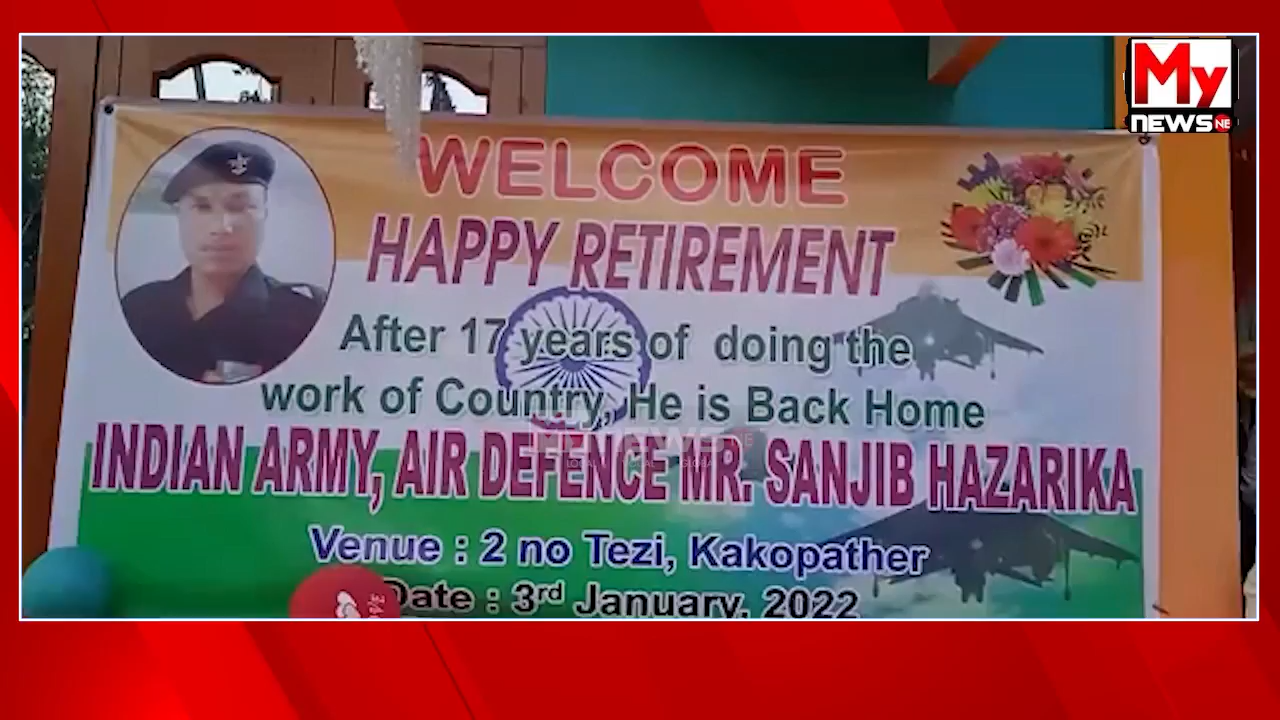 My
NEWS NE
WELCOME
HAPPY RETIREMENT
After 17 years of doing the
work of Country, He is Back Home
INDIAN ARMY, AIR DEFENCE MR. SANJIB HAZARIKA
Venue : 2 no Tezi, Kakopather
Date : 3rd January, 2022